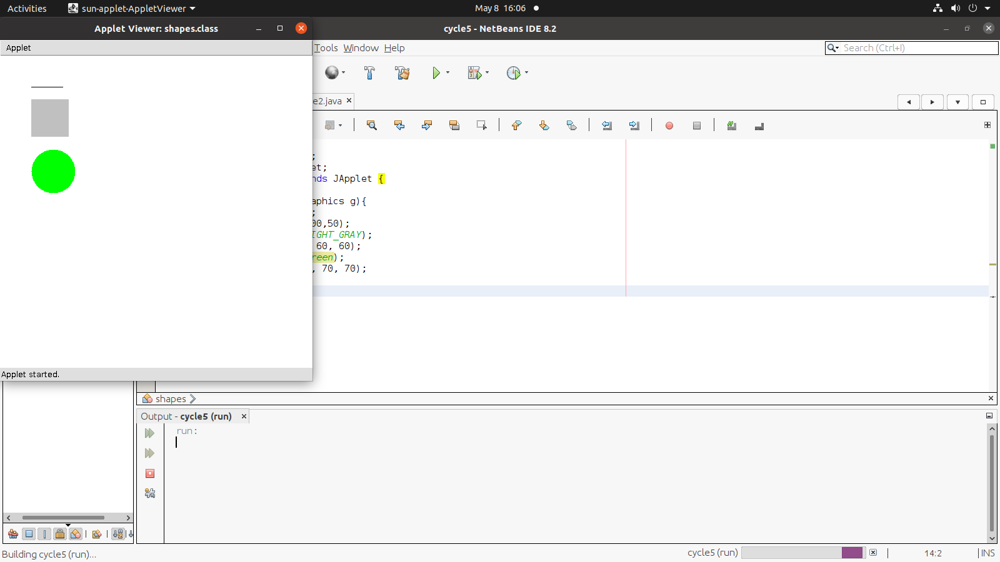 Activities sun-applet-AppletViewer May 8 16:06
Applet Viewer: shapes.class
cycle5 - NetBeans IDE 8.2
Applet
Tools Window Help
Search (Ctrl+I)
e2.java
;
et;
nds JApplet {
aphics g){
;
00,50);
IGHT_GRAY);
60, 60);
reen);
, 70, 70);
Applet started.
shapes
Output - cycle5 (run)
run:
Building cycle5 (run)...
cycle5 (run)
14:2
INS